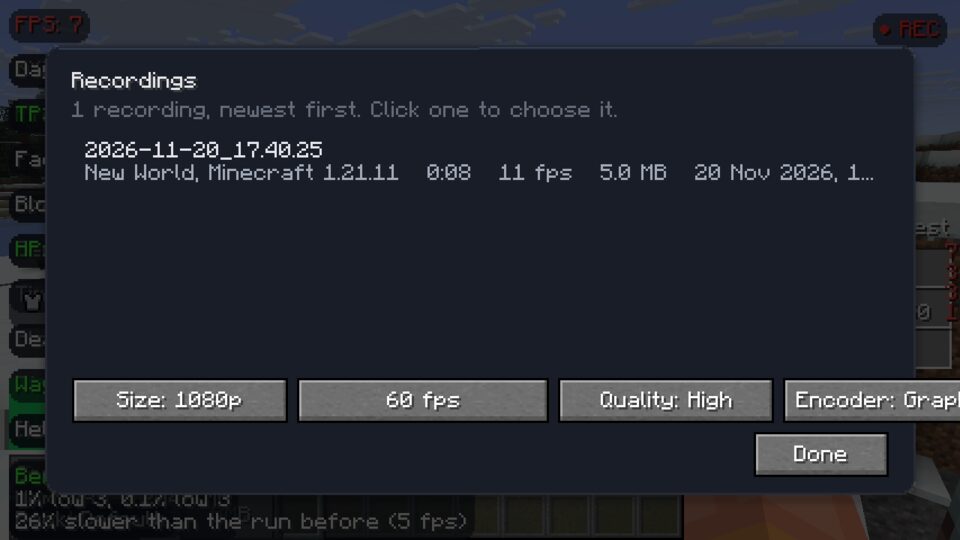 FPS: 7
● REC
Recordings
1 recording, newest first. Click one to choose it.
2026-11-20_17.40.25
New World, Minecraft 1.21.11 0:08 11 fps 5.0 MB 20 Nov 2026, 1...
Size: 1080p
60 fps
Quality: High
Encoder: Grap
Done
1% low 3, 0.1% low 3
26% slower than the run before (5 fps)